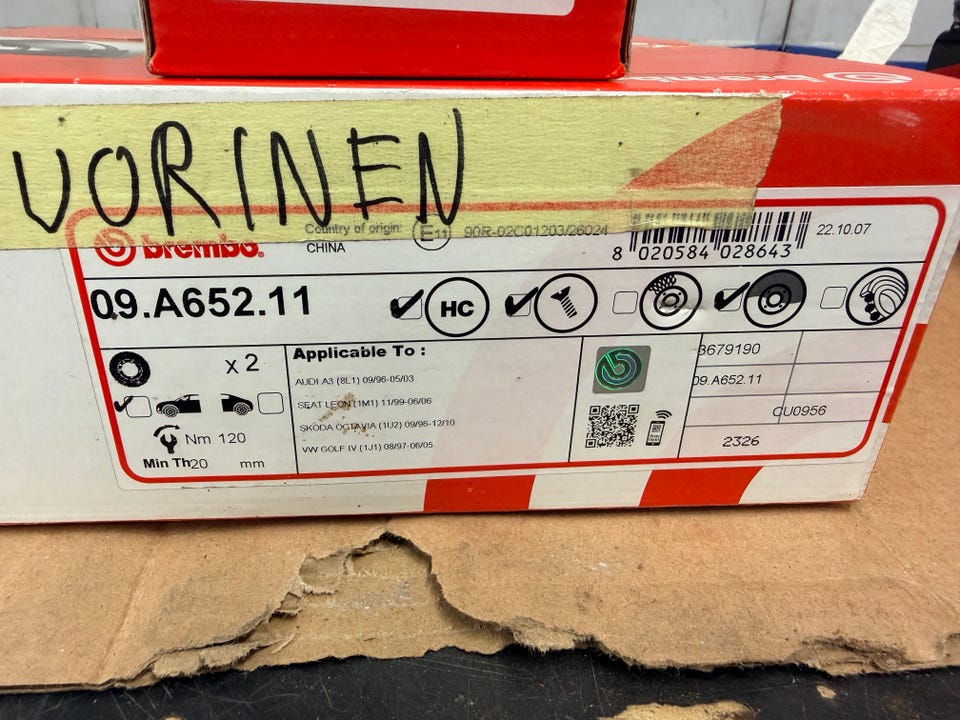 brembo
VORINEN
brembo®
Country of origin:
CHINA
E13
90R-02C01203/26024
8 020584 028643
22.10.07
09.A652.11
HC
x 2
Nm 120
Min Th20 mm
Applicable To :
AUDI A3 (8L1) 09/96-05/03
SEAT LEON (1M1) 11/99-06/06
SKODA OCTAVIA (1U2) 09/96-12/10
VW GOLF IV (1J1) 08/97-06/05
3679190
09.A652.11
CU0956
2326